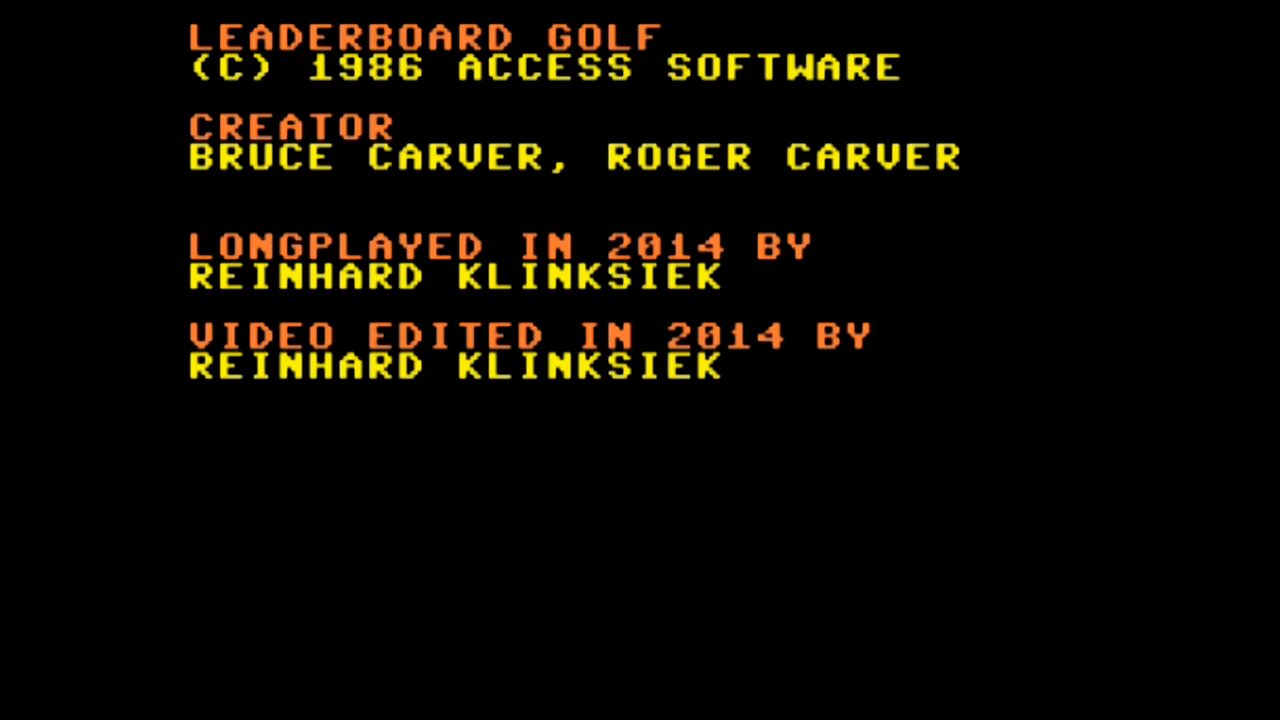 LEADERBOARD GOLF
(C) 1986 ACCESS SOFTWARE
CREATOR
BRUCE CARVER, ROGER CARVER
LONGPLAYED IN 2014 BY
REINHARD KLINKSIEK
VIDEO EDITED IN 2014 BY
REINHARD KLINKSIEK